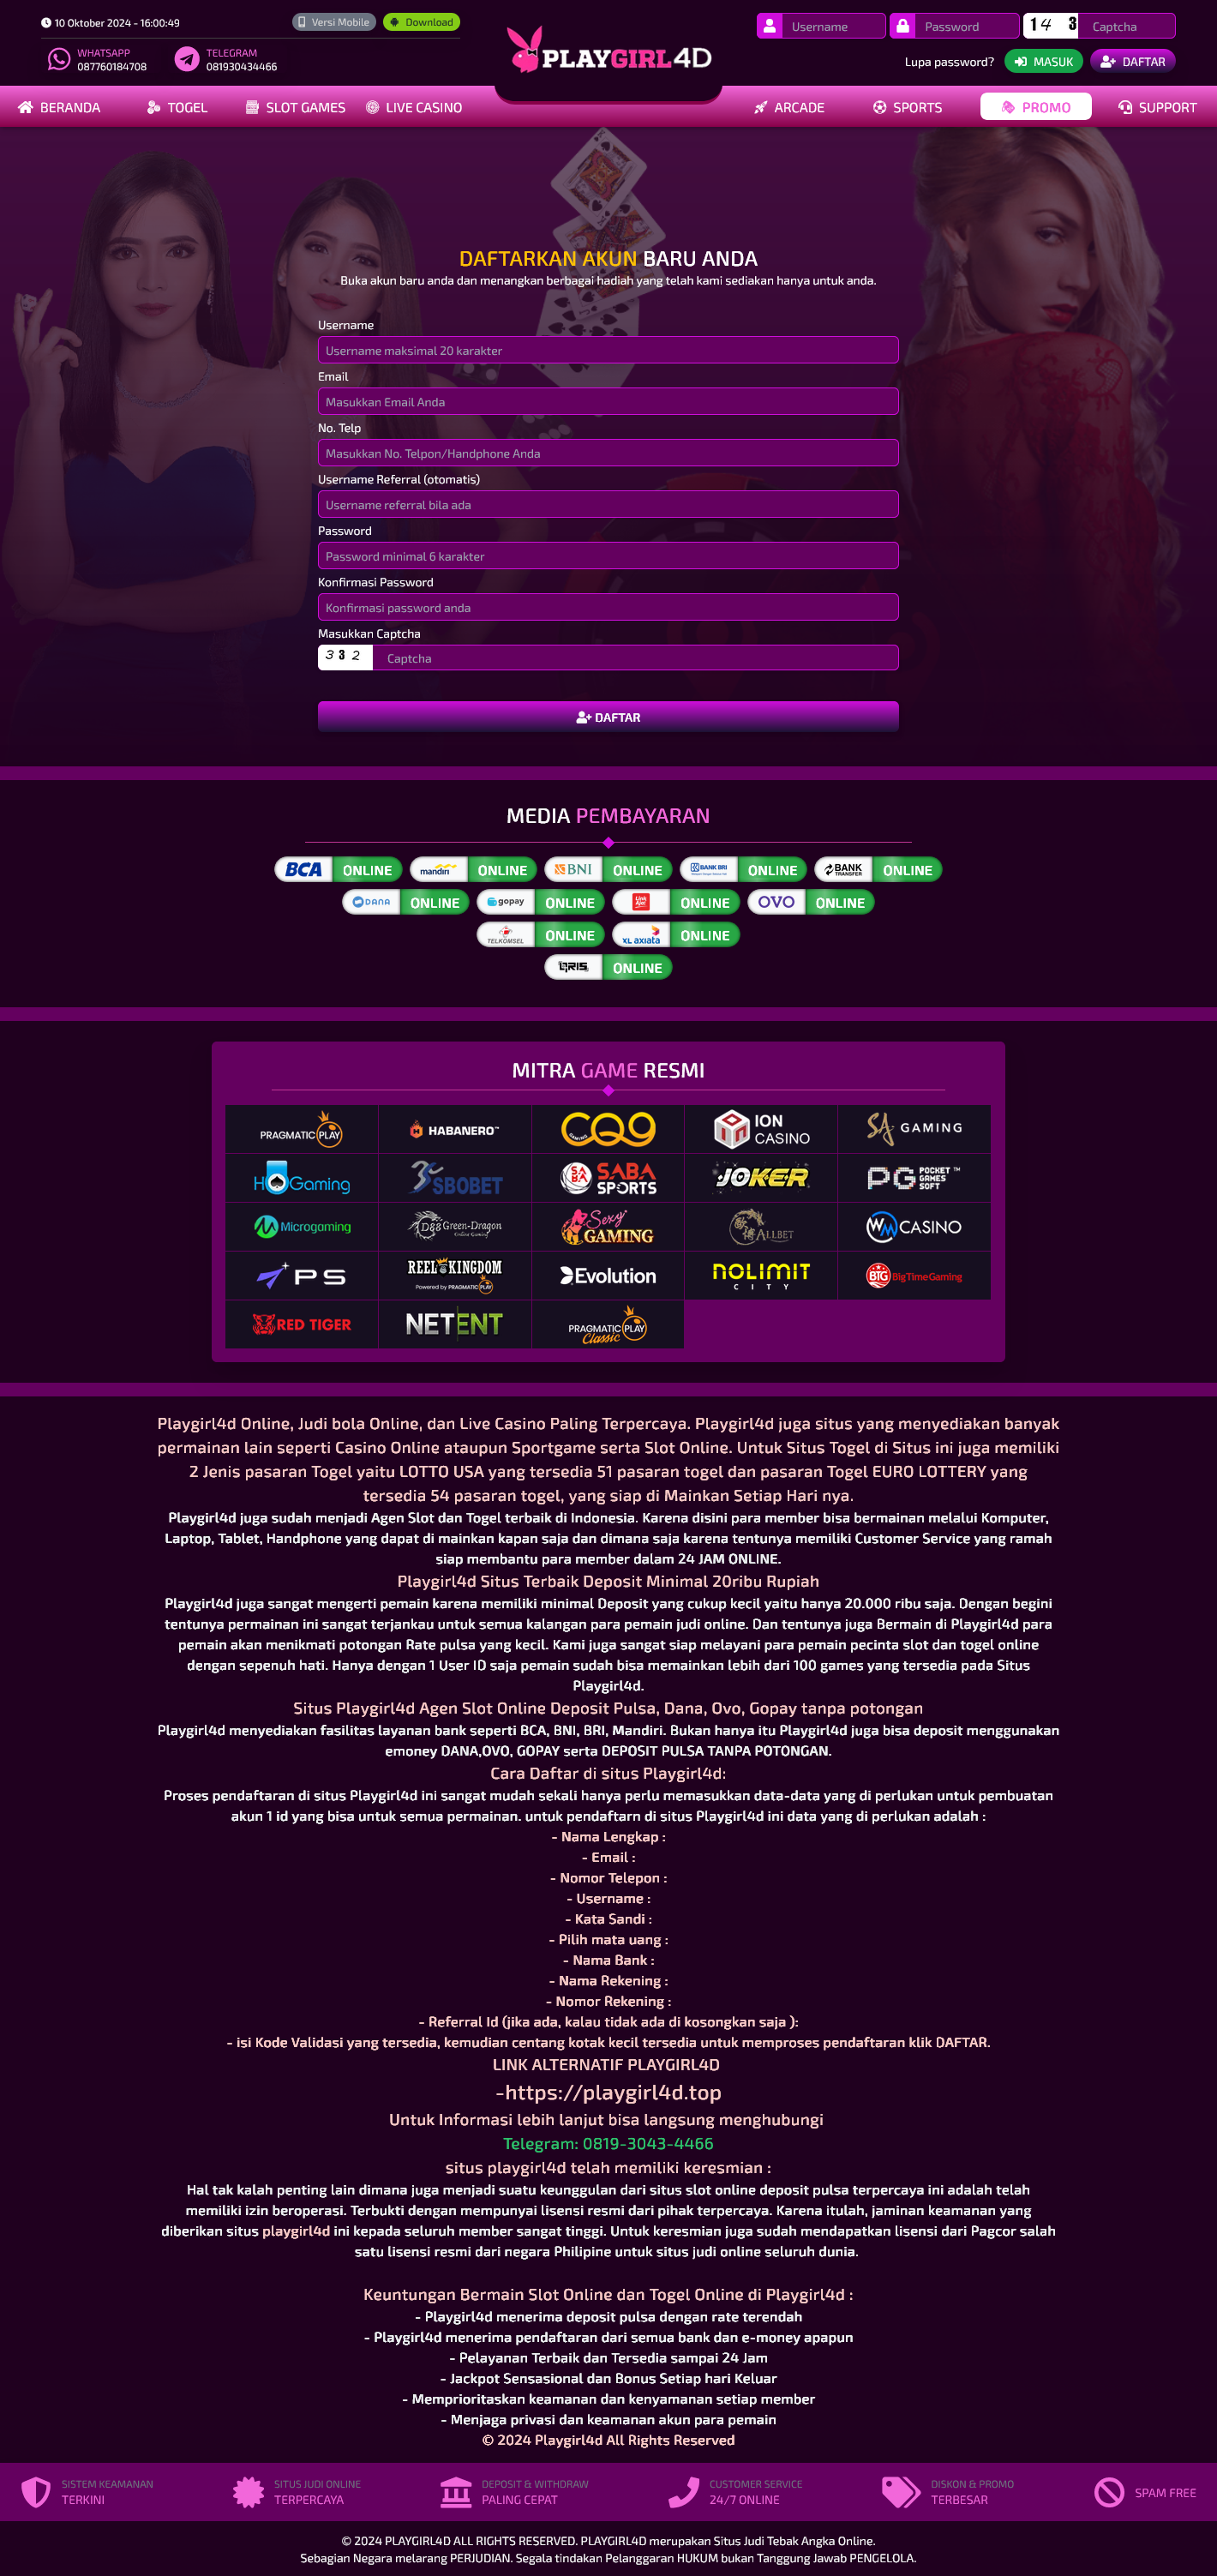 10 Oktober 2024 - 16:00:49
Versi Mobile
Download
WHATSAPP
087760184708
TELEGRAM
081930434466
PLAYGIRL4D
Username
Password
14 3
Captcha
Lupa password?
MASUK
DAFTAR
BERANDA
TOGEL
SLOT GAMES
LIVE CASINO
ARCADE
SPORTS
PROMO
SUPPORT
DAFTARKAN AKUN BARU ANDA
Buka akun baru anda dan menangkan berbagai hadiah yang telah kami sediakan hanya untuk anda.
Username
Username maksimal 20 karakter
Email
Masukkan Email Anda
No. Telp
Masukkan No. Telpon/Handphone Anda
Username Referral (otomatis)
Username referral bila ada
Password
Password minimal 6 karakter
Konfirmasi Password
Konfirmasi password anda
Masukkan Captcha
3 3 2
Captcha
DAFTAR
MEDIA PEMBAYARAN
BCA ONLINE
mandiri ONLINE
BNI ONLINE
BANK BRI ONLINE
BANK TRANSFER ONLINE
DANA ONLINE
gopay ONLINE
LinkAja! ONLINE
OVO ONLINE
TELKOMSEL ONLINE
XL AXIATA ONLINE
QRIS ONLINE
MITRA GAME RESMI
PRAGMATIC PLAY
HABANERO™
CQ9 GAMING
ION CASINO
SA GAMING
HOGaming
SBOBET
SABA SPORTS
JOKER
PG POCKET GAMES SOFT ™
Microgaming
D88 Green-Dragon Online Gaming
Sexy GAMING
ALLBET
WM CASINO
PS
REEL KINGDOM
Powered by PRAGMATIC PLAY
Evolution
NOLIMIT CITY
BTG BigTimeGaming
RED TIGER
NETENT
PRAGMATIC PLAY Classic
Playgirl4d Online, Judi bola Online, dan Live Casino Paling Terpercaya. Playgirl4d juga situs yang menyediakan banyak
permainan lain seperti Casino Online ataupun Sportgame serta Slot Online. Untuk Situs Togel di Situs ini juga memiliki
2 Jenis pasaran Togel yaitu LOTTO USA yang tersedia 51 pasaran togel dan pasaran Togel EURO LOTTERY yang
tersedia 54 pasaran togel, yang siap di Mainkan Setiap Hari nya.
Playgirl4d juga sudah menjadi Agen Slot dan Togel terbaik di Indonesia. Karena disini para member bisa bermainan melalui Komputer,
Laptop, Tablet, Handphone yang dapat di mainkan kapan saja dan dimana saja karena tentunya memiliki Customer Service yang ramah
siap membantu para member dalam 24 JAM ONLINE.
Playgirl4d Situs Terbaik Deposit Minimal 20ribu Rupiah
Playgirl4d juga sangat mengerti pemain karena memiliki minimal Deposit yang cukup kecil yaitu hanya 20.000 ribu saja. Dengan begini
tentunya permainan ini sangat terjankau untuk semua kalangan para pemain judi online. Dan tentunya juga Bermain di Playgirl4d para
pemain akan menikmati potongan Rate pulsa yang kecil. Kami juga sangat siap melayani para pemain pecinta slot dan togel online
dengan sepenuh hati. Hanya dengan 1 User ID saja pemain sudah bisa memainkan lebih dari 100 games yang tersedia pada Situs
Playgirl4d.
Situs Playgirl4d Agen Slot Online Deposit Pulsa, Dana, Ovo, Gopay tanpa potongan
Playgirl4d menyediakan fasilitas layanan bank seperti BCA, BNI, BRI, Mandiri. Bukan hanya itu Playgirl4d juga bisa deposit menggunakan
emoney DANA,OVO, GOPAY serta DEPOSIT PULSA TANPA POTONGAN.
Cara Daftar di situs Playgirl4d:
Proses pendaftaran di situs Playgirl4d ini sangat mudah sekali hanya perlu memasukkan data-data yang di perlukan untuk pembuatan
akun 1 id yang bisa untuk semua permainan. untuk pendaftarn di situs Playgirl4d ini data yang di perlukan adalah :
- Nama Lengkap :
- Email :
- Nomor Telepon :
- Username :
- Kata Sandi :
- Pilih mata uang :
- Nama Bank :
- Nama Rekening :
- Nomor Rekening :
- Referral Id (jika ada, kalau tidak ada di kosongkan saja ):
- isi Kode Validasi yang tersedia, kemudian centang kotak kecil tersedia untuk memproses pendaftaran klik DAFTAR.
LINK ALTERNATIF PLAYGIRL4D
-https://playgirl4d.top
Untuk Informasi lebih lanjut bisa langsung menghubungi
Telegram: 0819-3043-4466
situs playgirl4d telah memiliki keresmian :
Hal tak kalah penting lain dimana juga menjadi suatu keunggulan dari situs slot online deposit pulsa terpercaya ini adalah telah
memiliki izin beroperasi. Terbukti dengan mempunyai lisensi resmi dari pihak terpercaya. Karena itulah, jaminan keamanan yang
diberikan situs playgirl4d ini kepada seluruh member sangat tinggi. Untuk keresmian juga sudah mendapatkan lisensi dari Pagcor salah
satu lisensi resmi dari negara Philipine untuk situs judi online seluruh dunia.
Keuntungan Bermain Slot Online dan Togel Online di Playgirl4d :
- Playgirl4d menerima deposit pulsa dengan rate terendah
- Playgirl4d menerima pendaftaran dari semua bank dan e-money apapun
- Pelayanan Terbaik dan Tersedia sampai 24 Jam
- Jackpot Sensasional dan Bonus Setiap hari Keluar
- Memprioritaskan keamanan dan kenyamanan setiap member
- Menjaga privasi dan keamanan akun para pemain
© 2024 Playgirl4d All Rights Reserved
SISTEM KEAMANAN
TERKINI
SITUS JUDI ONLINE
TERPERCAYA
DEPOSIT & WITHDRAW
PALING CEPAT
CUSTOMER SERVICE
24/7 ONLINE
DISKON & PROMO
TERBESAR
SPAM FREE
© 2024 PLAYGIRL4D ALL RIGHTS RESERVED. PLAYGIRL4D merupakan Situs Judi Tebak Angka Online.
Sebagian Negara melarang PERJUDIAN. Segala tindakan Pelanggaran HUKUM bukan Tanggung Jawab PENGELOLA.